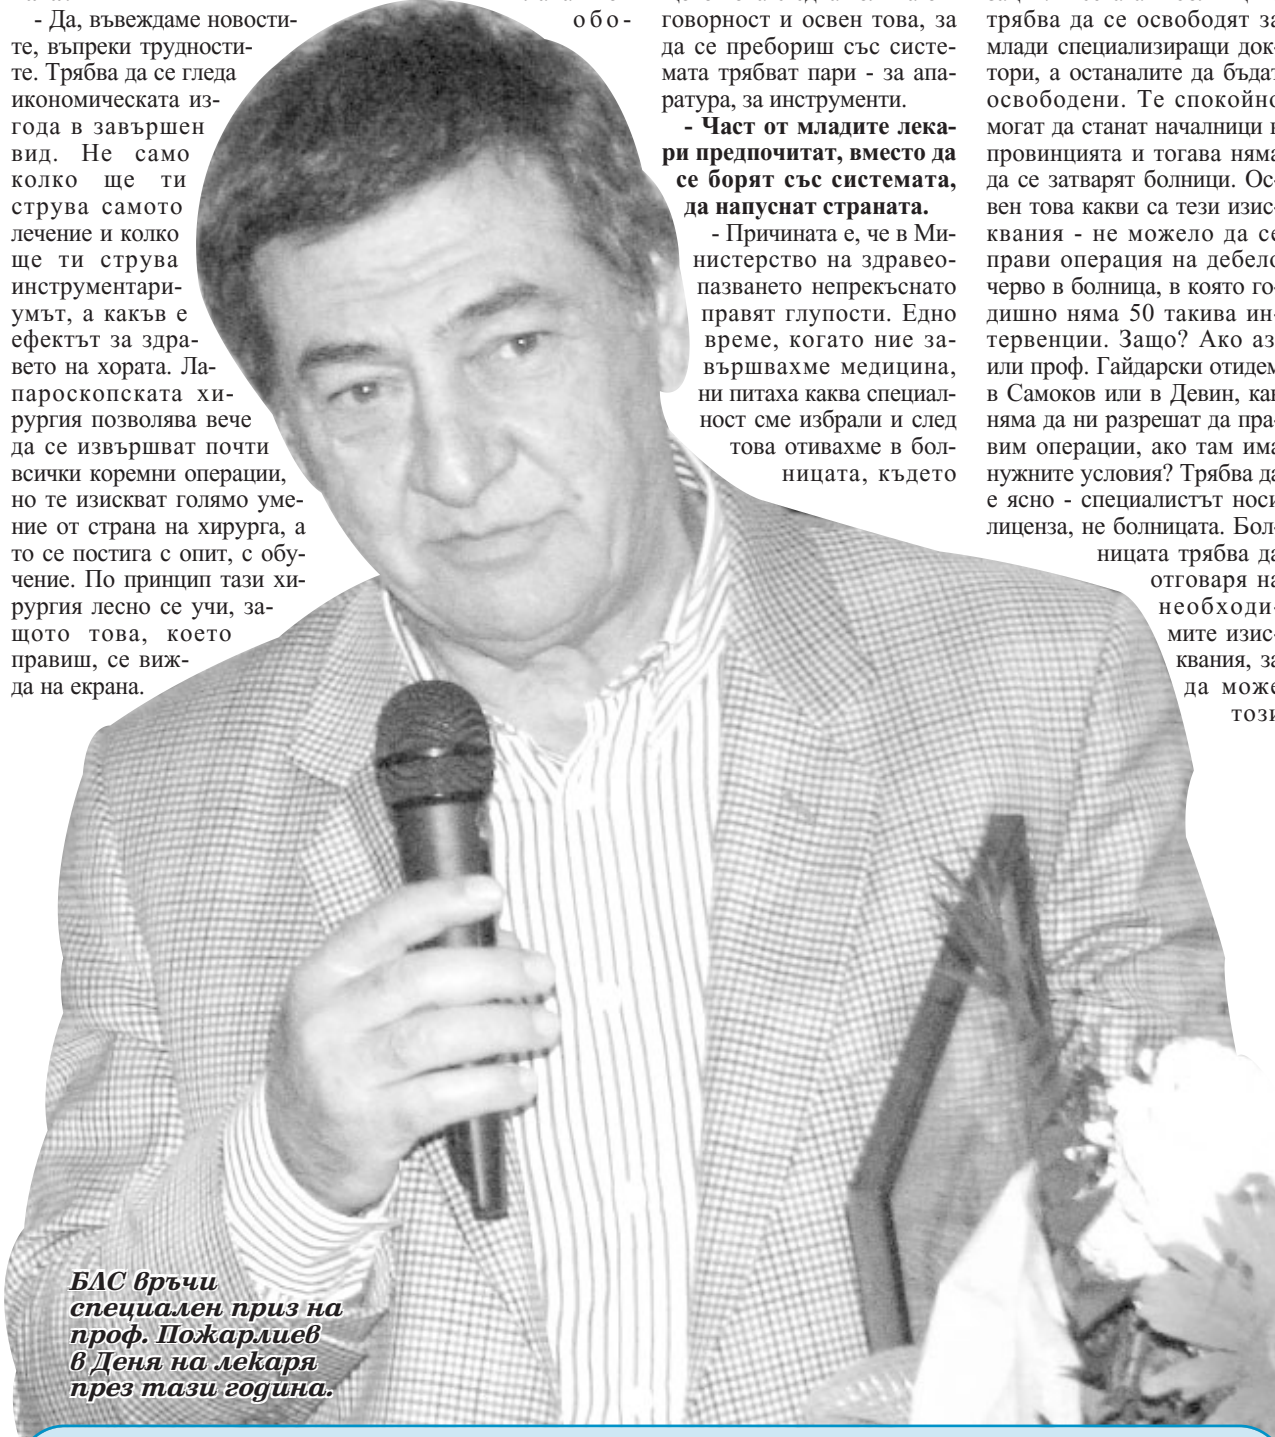 - Да, въвеждаме новости-
те, въпреки трудности-
те. Трябва да се гледа
икономическата из-
года в завършен
вид. Не само
колко ще ти
струва самото
лечение и колко
ще ти струва
инструментари-
умът, а какъв е
ефектът за здра-
вето на хората. Ла-
пароскопската хи-
рургия позволява вече
да се извършват почти
всички коремни операции,
но те изискват голямо уме-
ние от страна на хирурга, а
то се постига с опит, с обу-
чение. По принцип тази хи-
рургия лесно се учи, за-
щото това, което
правиш, се виж-
да на екрана.
обо-
говорност и освен това, за
да се пребориш със систе-
мата трябват пари - за апа-
ратура, за инструменти.
- Част от младите лека-
ри предпочитат, вместо да
се борят със системата,
да напуснат страната.
- Причината е, че в Ми-
нистерство на здравео-
пазването непрекъснато
правят глупости. Едно
време, когато ние за-
вършвахме медицина,
ни питаха каква специал-
ност сме избрали и след
това отивахме в бол-
ницата, където
трябва да се освободят за
млади специализиращи док-
тори, а останалите да бъдат
освободени. Те спокойно
могат да станат началници в
провинцията и тогава няма
да се затварят болници. Ос-
вен това какви са тези изис-
квания - не можело да се
прави операция на дебело
черво в болница, в която го-
дишно няма 50 такива ин-
тервенции. Защо? Ако аз
или проф. Гайдарски отидем
в Самоков или в Девин, как
няма да ни разрешат да пра-
вим операции, ако там има
нужните условия? Трябва да
е ясно - специалистът носи
лиценза, не болницата. Бол-
ницата трябва да
отговаря на
необходи-
мите изис-
квания, за
да може
този
БЛС връчи
специален приз на
проф. Пожарлиев
в Деня на лекаря
през тази година.